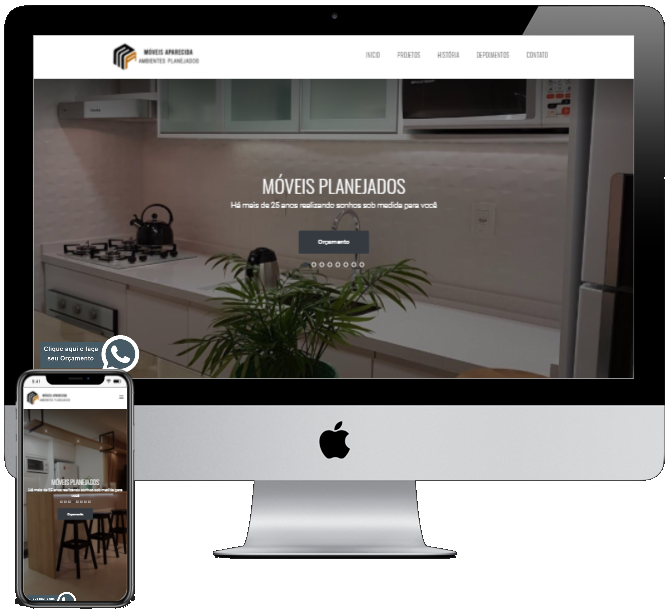 MÓVEIS APARECIDA
AMBIENTES PLANEJADOS
INICIO PROJETOS HISTÓRIA DEPOIMENTOS CONTATO
MÓVEIS PLANEJADOS
Há mais de 25 anos realizando sonhos sob medida para você
Orçamento
Clique aqui e faça
seu Orçamento
9:41
MÓVEIS APARECIDA
AMBIENTES PLANEJADOS
MÓVEIS PLANEJADOS
Há mais de 25 anos realizando sonhos sob medida para
você
Orçamento